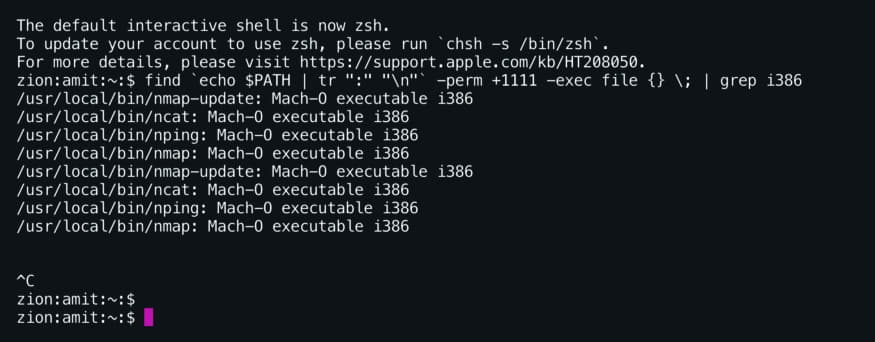 The default interactive shell is now zsh.
To update your account to use zsh, please run `chsh -s /bin/zsh`.
For more details, please visit https://support.apple.com/kb/HT208050.
zion:amit:~:$ find `echo $PATH | tr ":" "\n"` -perm +1111 -exec file {} \; | grep i386
/usr/local/bin/nmap-update: Mach-O executable i386
/usr/local/bin/ncat: Mach-O executable i386
/usr/local/bin/nping: Mach-O executable i386
/usr/local/bin/nmap: Mach-O executable i386
/usr/local/bin/nmap-update: Mach-O executable i386
/usr/local/bin/ncat: Mach-O executable i386
/usr/local/bin/nping: Mach-O executable i386
/usr/local/bin/nmap: Mach-O executable i386
^C
zion:amit:~:$
zion:amit:~:$